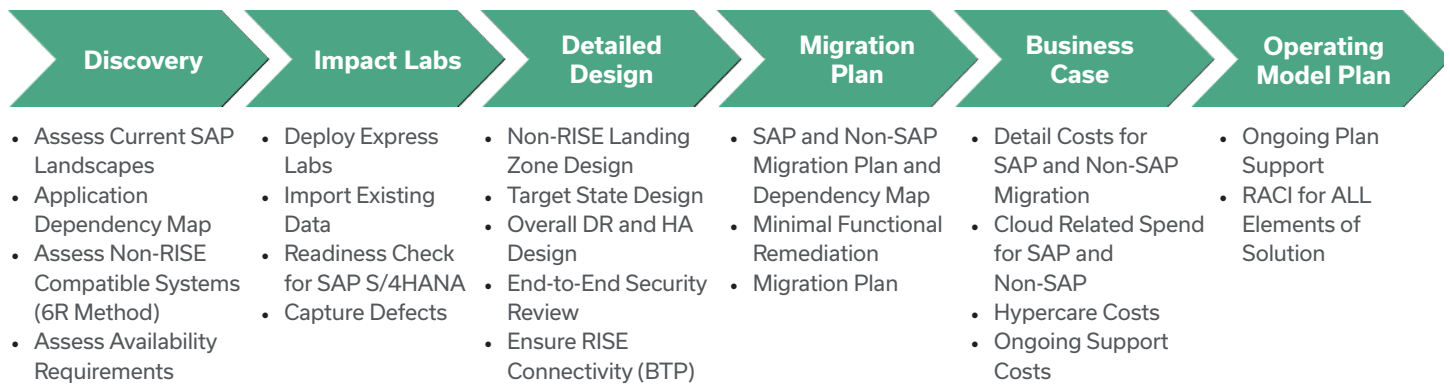 Discovery
Impact Labs
Detailed
Design
Migration
Plan
Business
Case
Operating
Model Plan
• Assess Current SAP
Landscapes
• Application
Dependency Map
• Assess Non-RISE
Compatible Systems
(6R Method)
• Assess Availability
Requirements
• Deploy Express
Labs
• Import Existing
Data
• Readiness Check
for SAP S/4HANA
• Capture Defects
• Non-RISE Landing
Zone Design
• Target State Design
• Overall DR and HA
Design
• End-to-End Security
Review
• Ensure RISE
Connectivity (BTP)
• SAP and Non-SAP
Migration Plan and
Dependency Map
• Minimal Functional
Remediation
• Migration Plan
• Detail Costs for
SAP and Non-SAP
Migration
• Cloud Related Spend
for SAP and
Non-SAP
• Hypercare Costs
• Ongoing Support
Costs
• Ongoing Plan
Support
• RACI for ALL
Elements of
Solution